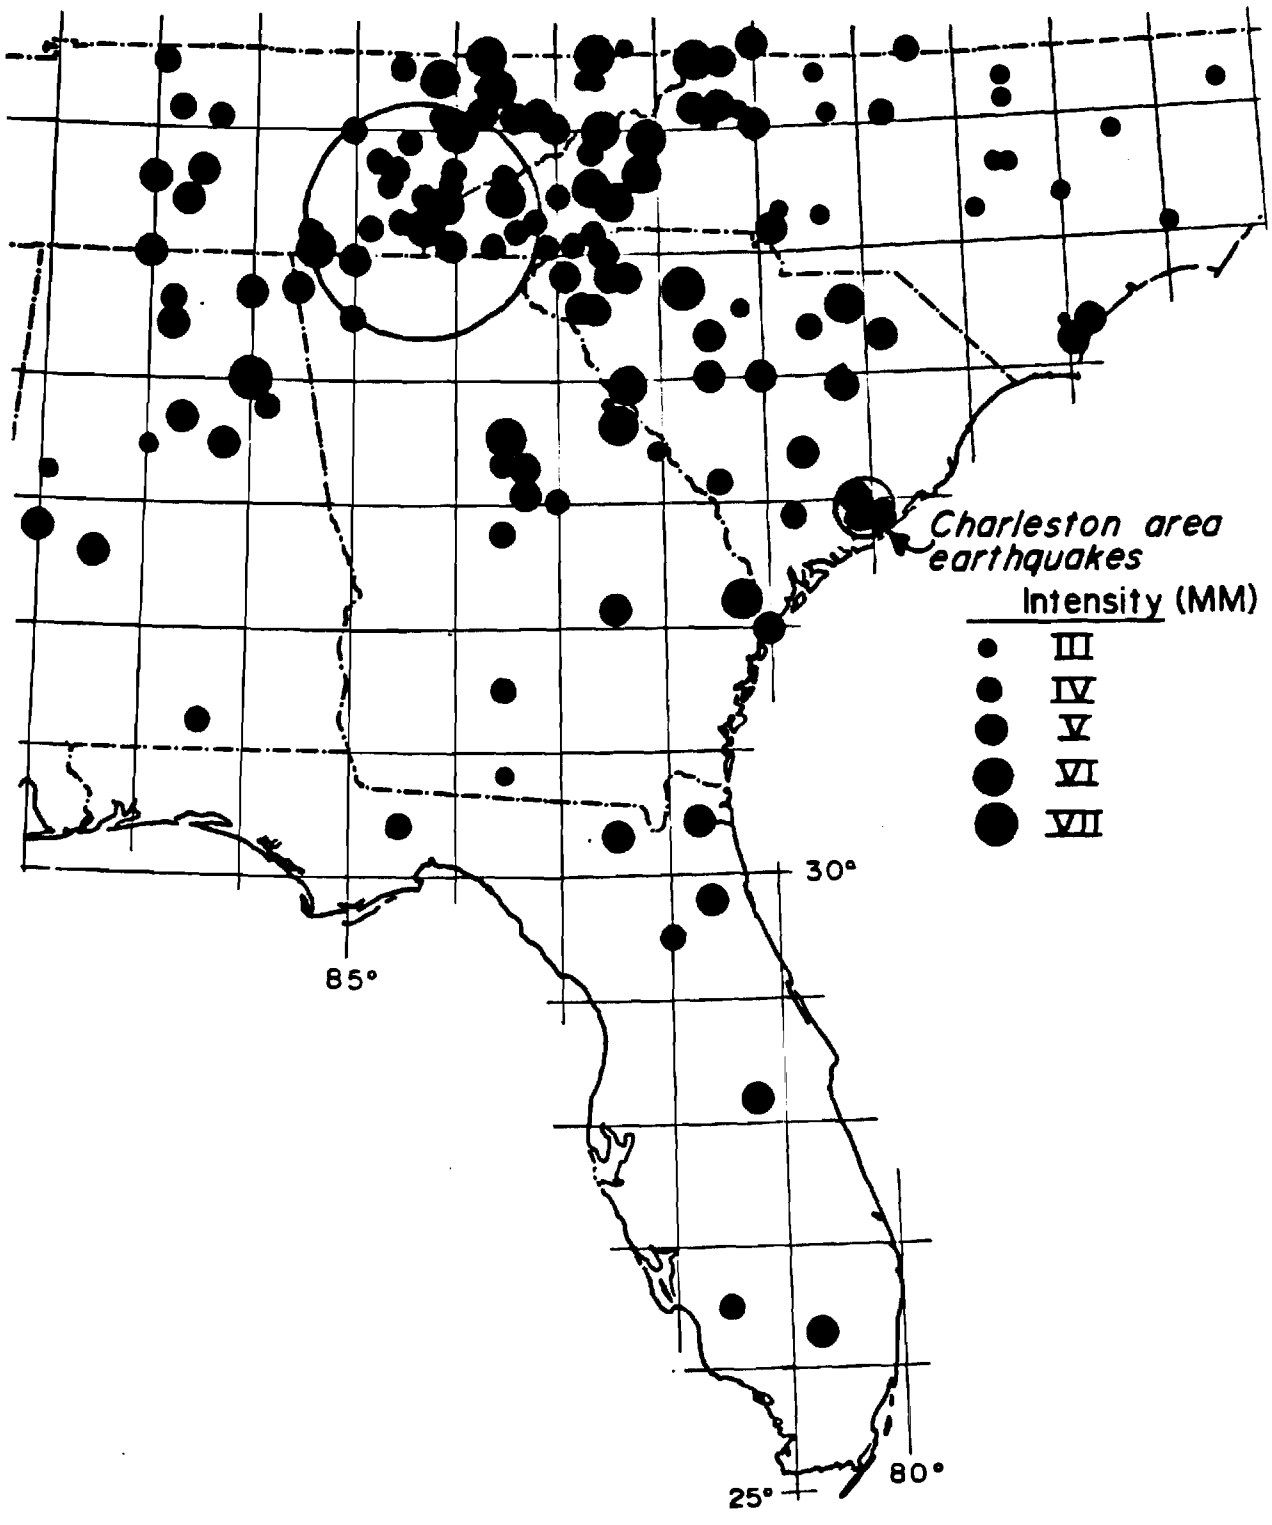 Charleston area
earthquakes
Intensity (MM)
III
IV
V
VI
VII
30°
85°
80°
25°